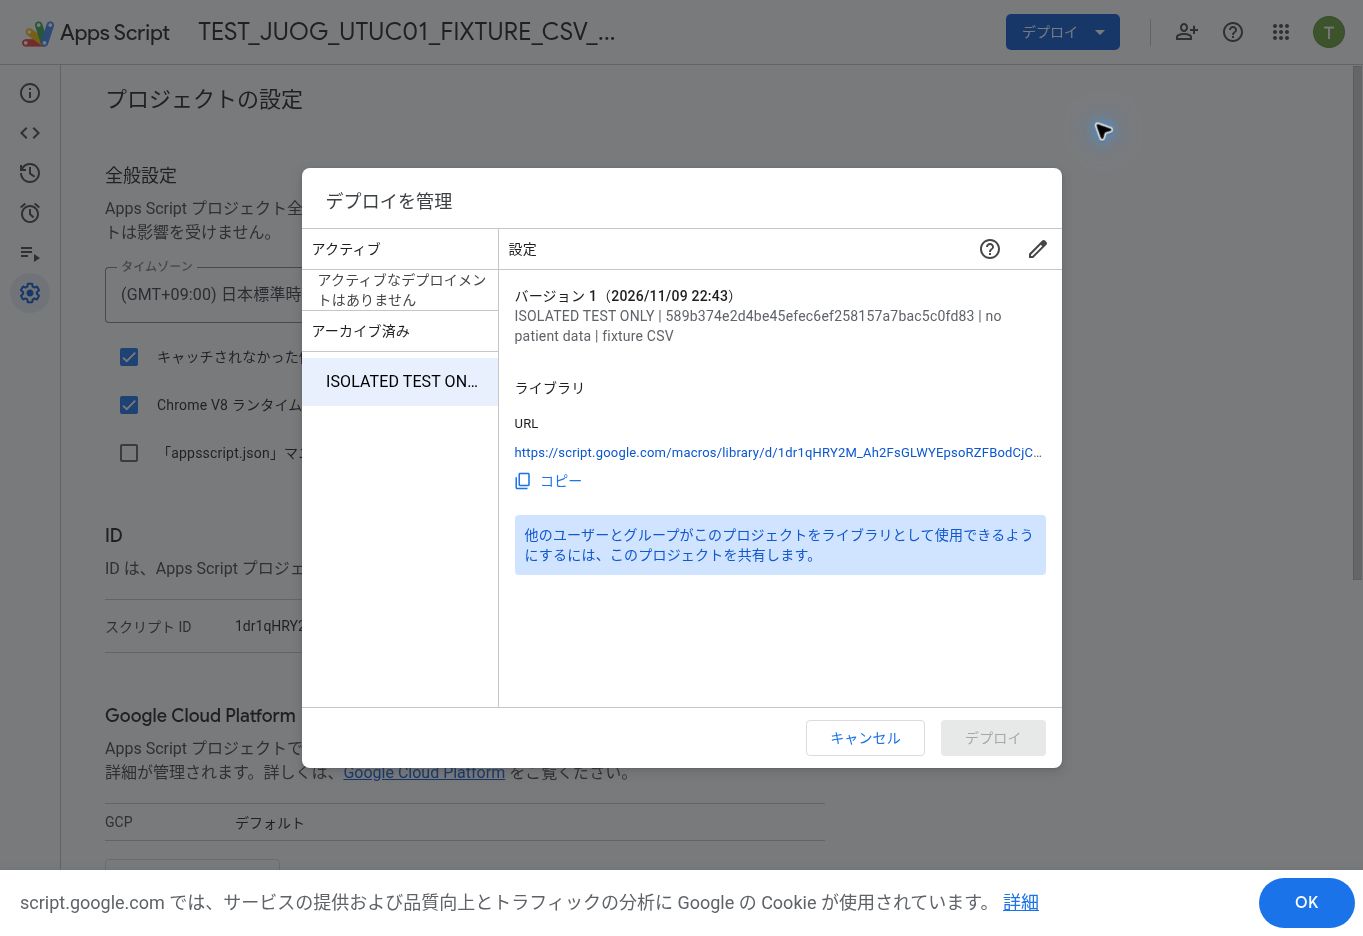 Apps Script
TEST_JUOG_UTUC01_FIXTURE_CSV_...
デプロイ
T
プロジェクトの設定
全般設定
Apps Script プロジェクト全
トは影響を受けません。
タイムゾーン
(GMT+09:00) 日本標準時
キャッチされなかった
Chrome V8 ランタイム
「appsscript.json」マニ
ID
ID は、Apps Script プロジェ
スクリプト ID
1dr1qHRY2
Google Cloud Platform
Apps Script プロジェクトで
詳細が管理されます。詳しくは、Google Cloud Platform をご覧ください。
GCP
デフォルト
デプロイを管理
アクティブ
アクティブなデプロイメン
トはありません
アーカイブ済み
ISOLATED TEST ON...
設定
バージョン 1（2026/11/09 22:43）
ISOLATED TEST ONLY | 589b374e2d4be45efec6ef258157a7bac5c0fd83 | no
patient data | fixture CSV
ライブラリ
URL
https://script.google.com/macros/library/d/1dr1qHRY2M_Ah2FsGLWYEpsoRZFBodCjC...
コピー
他のユーザーとグループがこのプロジェクトをライブラリとして使用できるよう
にするには、このプロジェクトを共有します。
キャンセル
デプロイ
script.google.com では、サービスの提供および品質向上とトラフィックの分析に Google の Cookie が使用されています。 詳細
OK